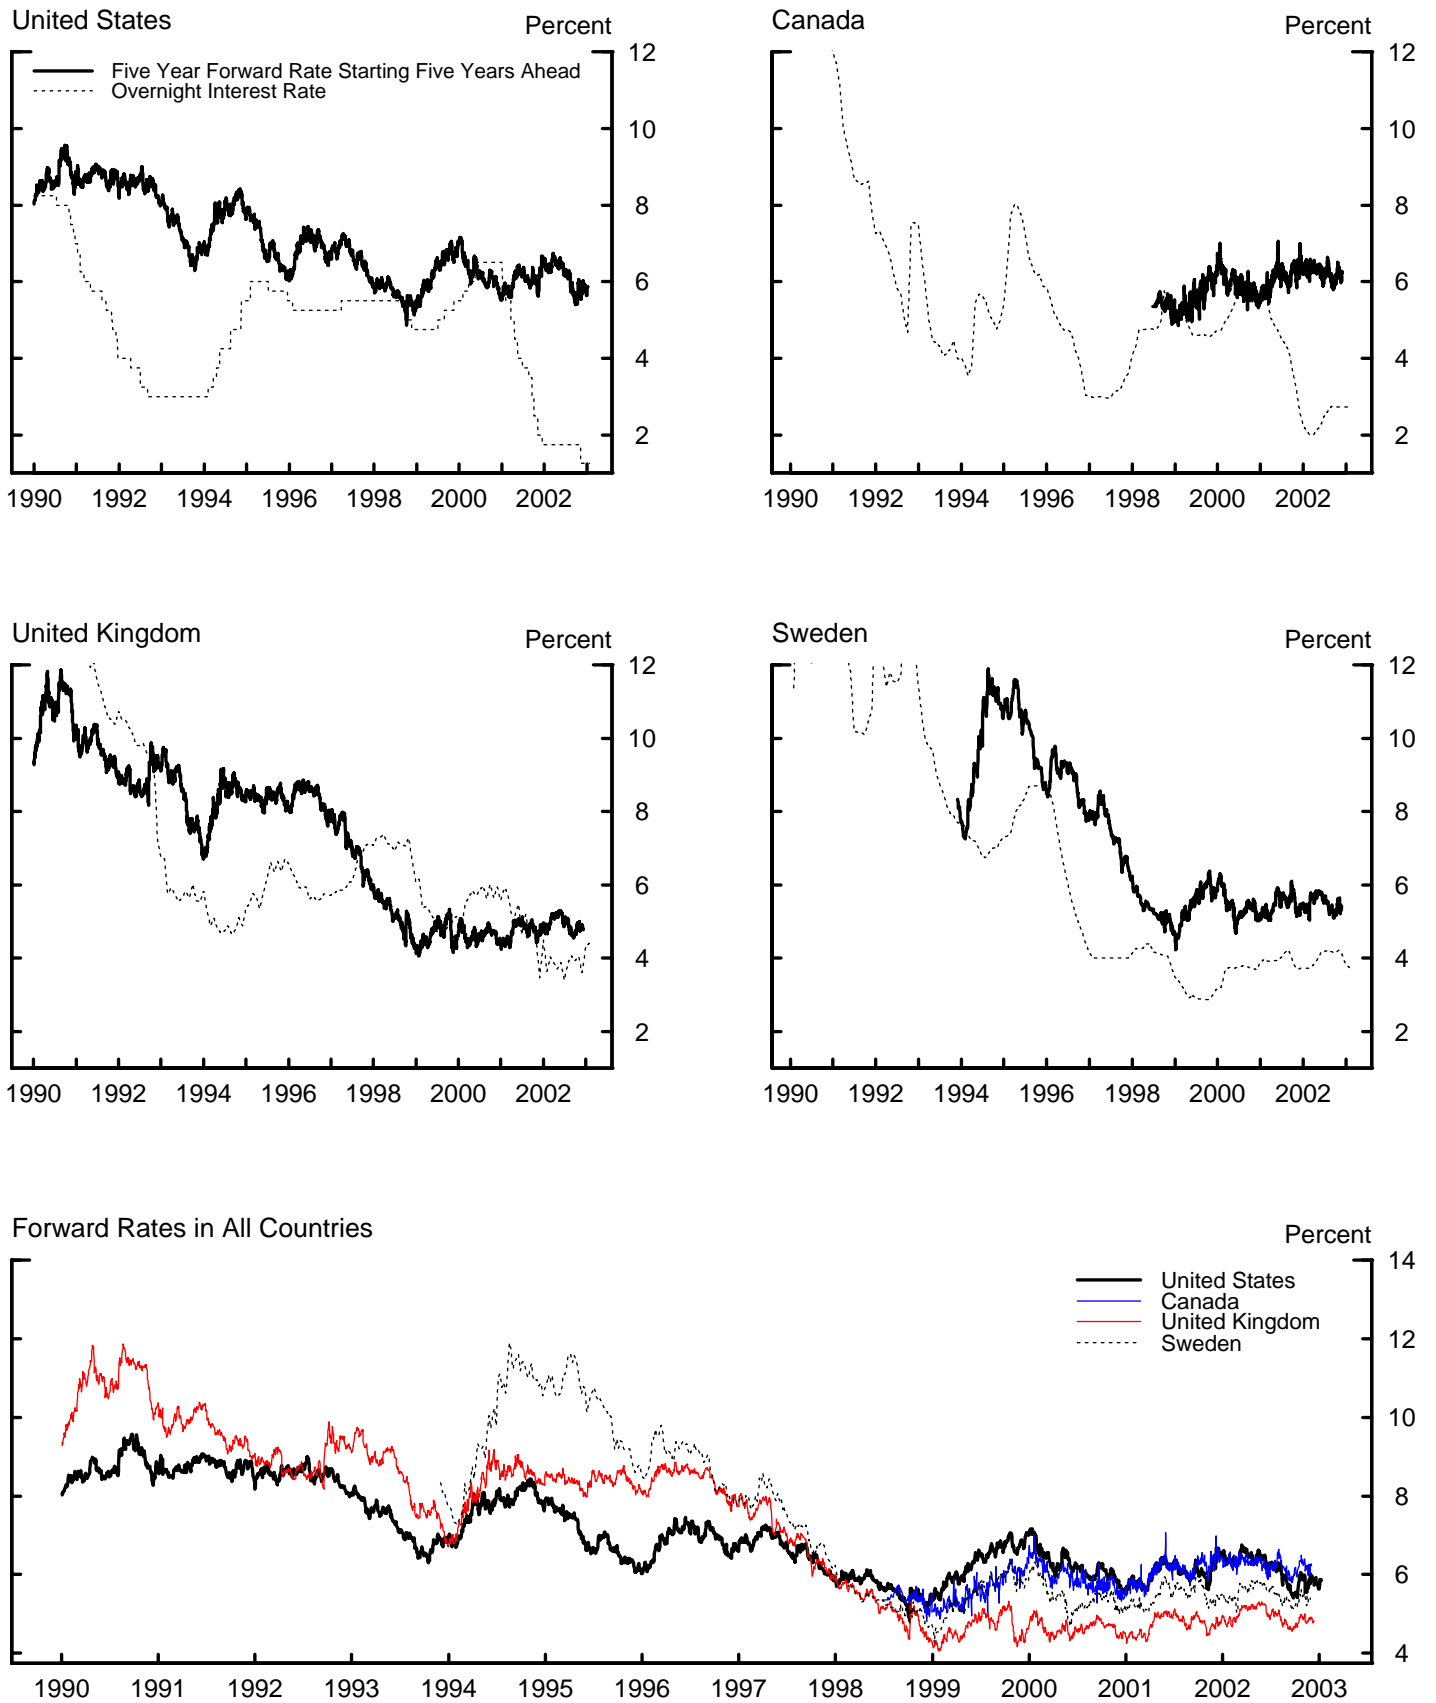 United States
Percent
Five Year Forward Rate Starting Five Years Ahead
Overnight Interest Rate
12
10
8
6
4
2
1990 1992 1994 1996 1998 2000 2002
Canada
Percent
12
10
8
6
4
2
1990 1992 1994 1996 1998 2000 2002
United Kingdom
Percent
12
10
8
6
4
2
1990 1992 1994 1996 1998 2000 2002
Sweden
Percent
12
10
8
6
4
2
1990 1992 1994 1996 1998 2000 2002
Forward Rates in All Countries
Percent
United States
Canada
United Kingdom
Sweden
14
12
10
8
6
4
1990 1991 1992 1993 1994 1995 1996 1997 1998 1999 2000 2001 2002 2003